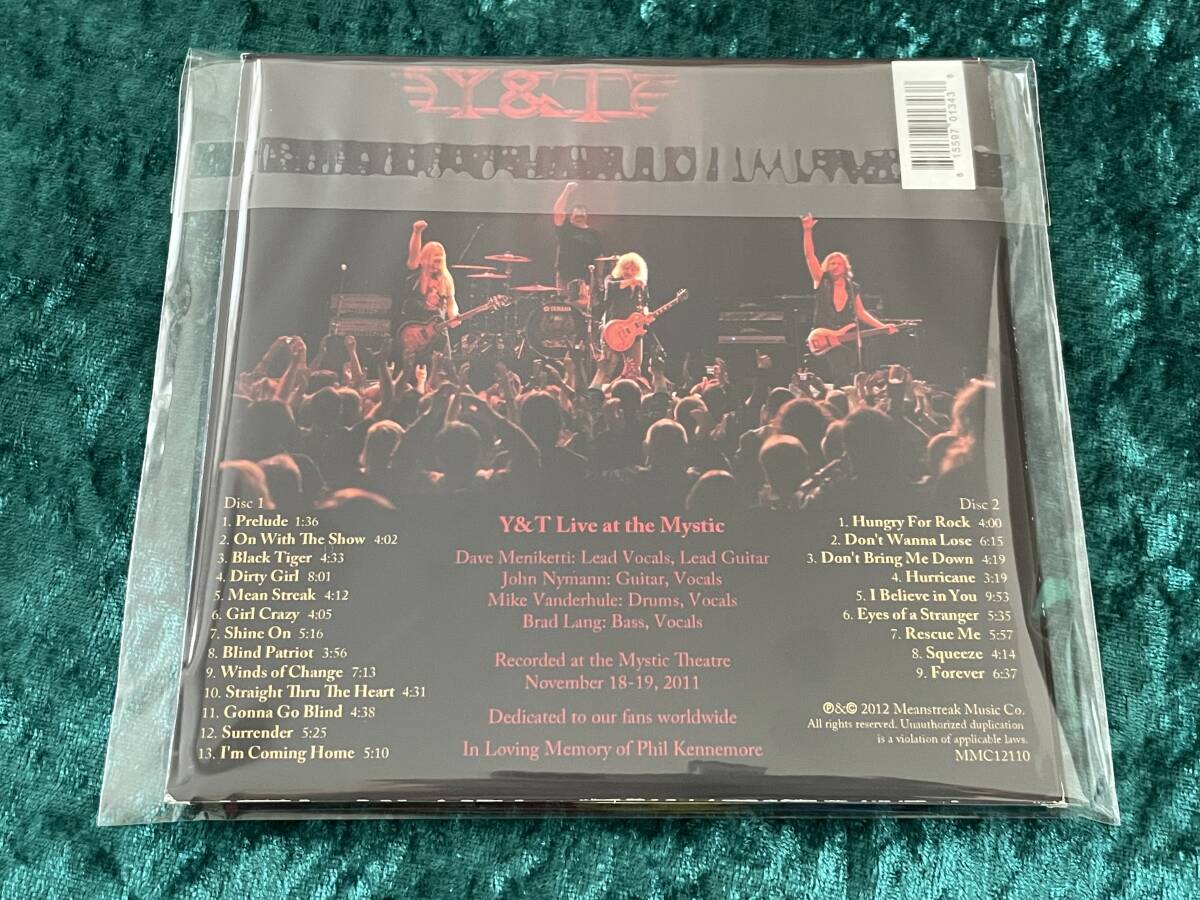 Y&T
8 15597 01343 8
YAMAHA
Disc 1
1. Prelude 1:36
2. On With The Show 4:02
3. Black Tiger 4:33
4. Dirty Girl 8:01
5. Mean Streak 4:12
6. Girl Crazy 4:05
7. Shine On 5:16
8. Blind Patriot 3:56
9. Winds of Change 7:13
10. Straight Thru The Heart 4:31
11. Gonna Go Blind 4:38
12. Surrender 5:25
13. I'm Coming Home 5:10
Y&T Live at the Mystic
Dave Meniketti: Lead Vocals, Lead Guitar
John Nymann: Guitar, Vocals
Mike Vanderhule: Drums, Vocals
Brad Lang: Bass, Vocals
Recorded at the Mystic Theatre
November 18-19, 2011
Dedicated to our fans worldwide
In Loving Memory of Phil Kennemore
Disc 2
1. Hungry For Rock 4:00
2. Don't Wanna Lose 6:15
3. Don't Bring Me Down 4:19
4. Hurricane 3:19
5. I Believe in You 9:53
6. Eyes of a Stranger 5:35
7. Rescue Me 5:57
8. Squeeze 4:14
9. Forever 6:37
℗&© 2012 Meanstreak Music Co.
All rights reserved. Unauthorized duplication
is a violation of applicable laws.
MMC12110